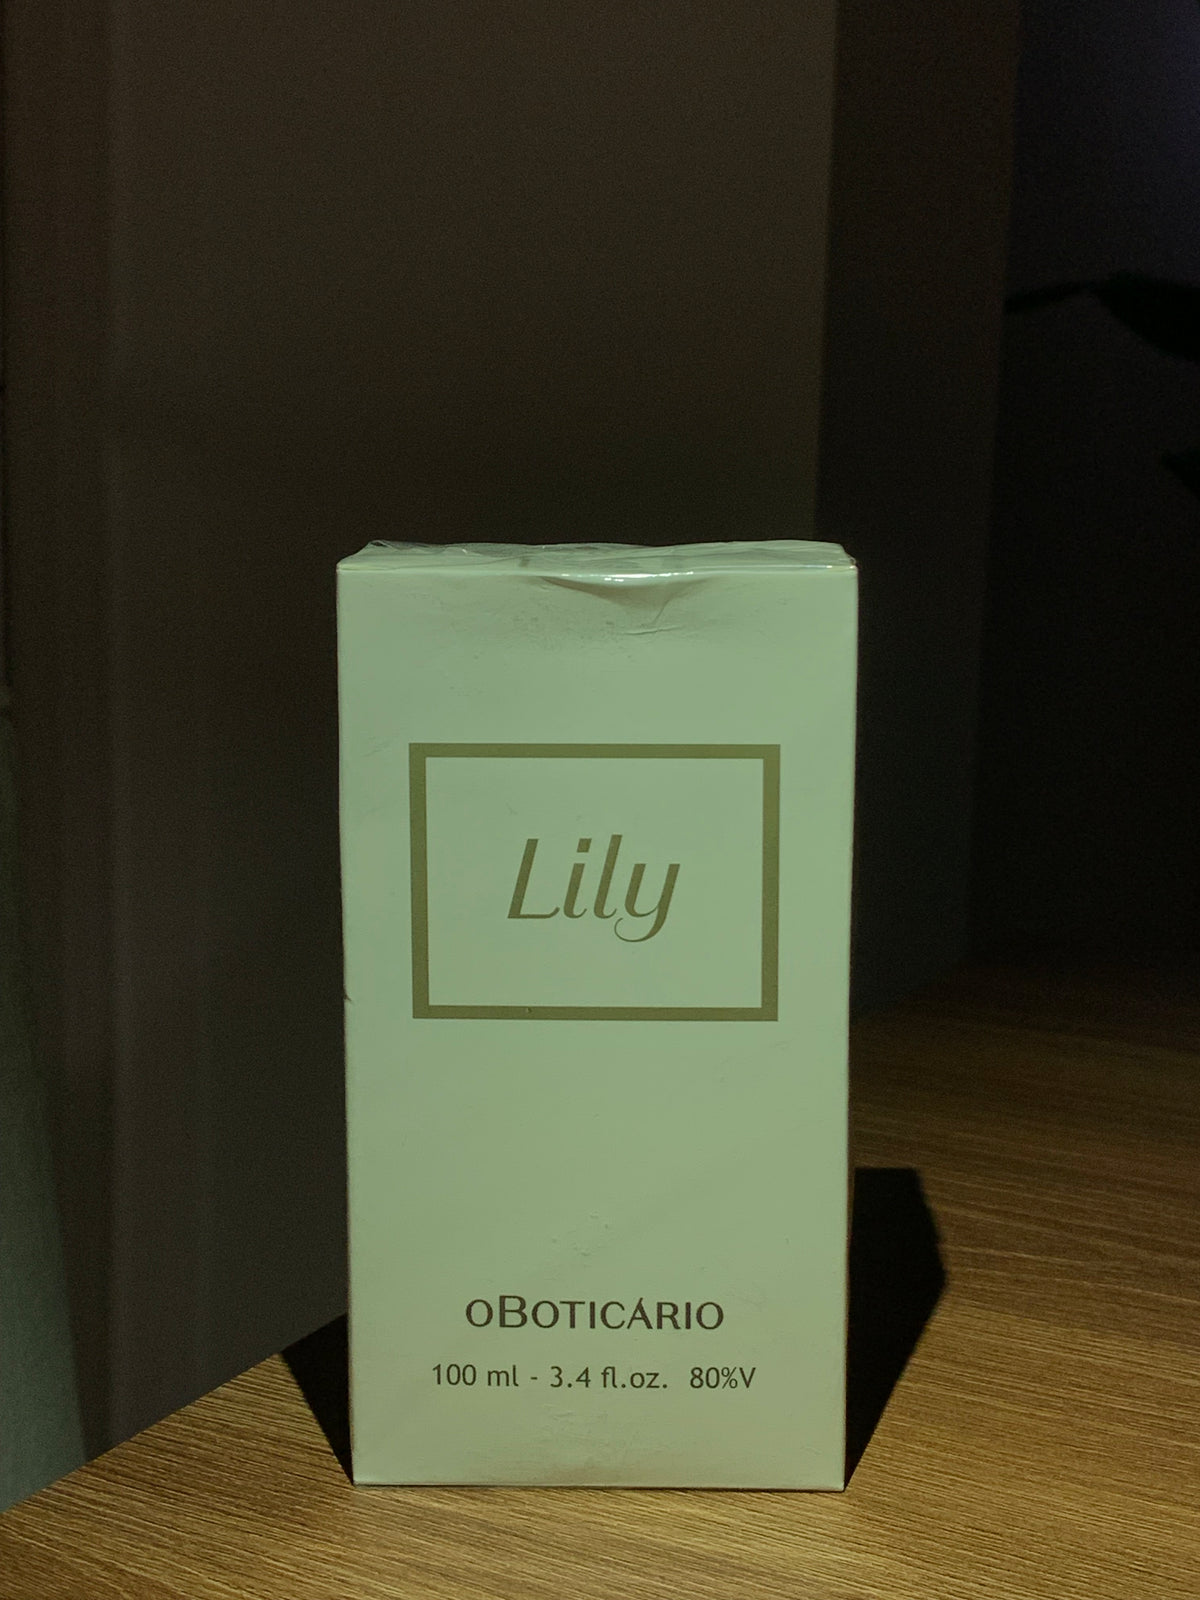 Lily
oBOTICÁRIO
100 ml - 3.4 fl.oz. 80%V